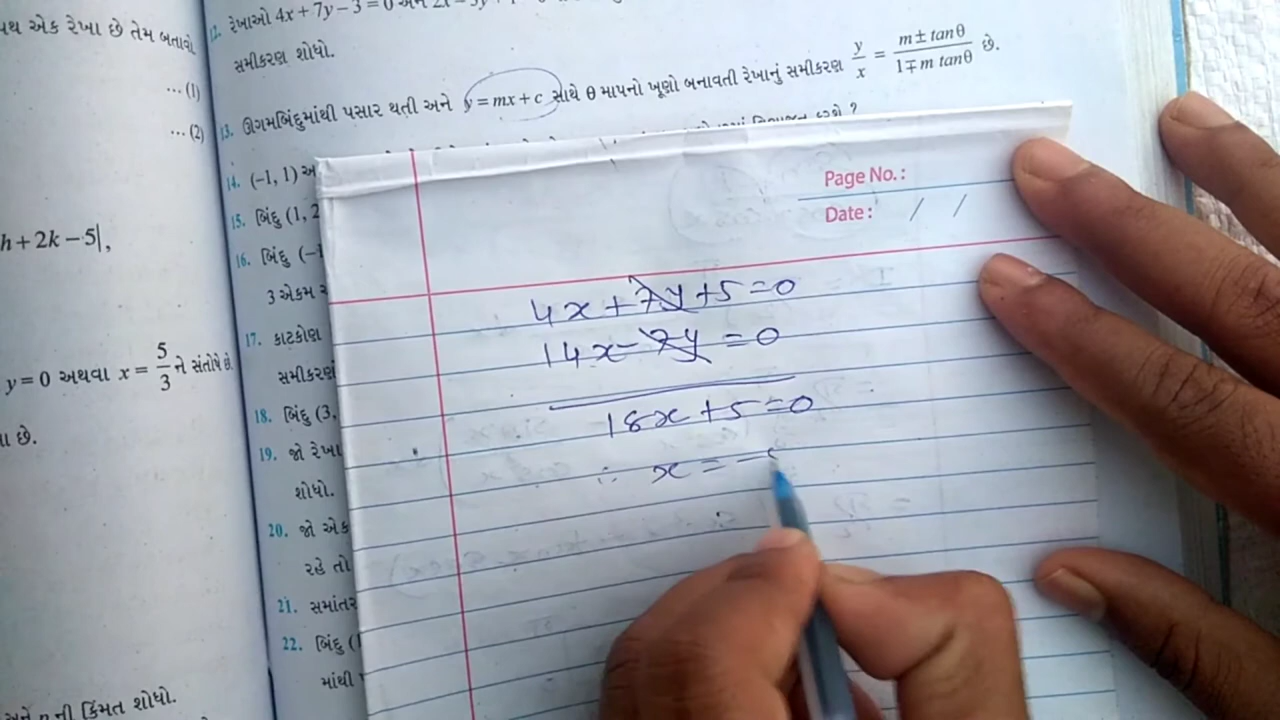 પથ એક રેખા છે તેમ બતાવો.
... (1)
... (2)
h + 2k – 5|,
y = 0 અથવા x = 5/3 ને સંતોષે છે.
છે.
ની કિંમત શોધો.
12. રેખાઓ 4x + 7y – 3 = 0 અને
સમીકરણ શોધો.
13. ઊગમબિંદુમાંથી પસાર થતી અને y = mx + c સાથે θ માપનો ખૂણો બનાવતી રેખાનું સમીકરણ y/x = (m ± tanθ)/(1 ∓ m tanθ) છે.
14. (–1, 1)
15. બિંદુ (1, 2
16. બિંદુ (–1
3 એકમ
17. કાટકોણ
સમીકરણ
18. બિંદુ (3,
19. જો રેખા
શોધો.
20. જો એક
રહે તો
21. સમાંતર
22. બિંદુ (
માંથી
Page No. :
Date : / /
4x + 7y + 5 = 0
14x – 7y = 0
18x + 5 = 0
∴ x = –